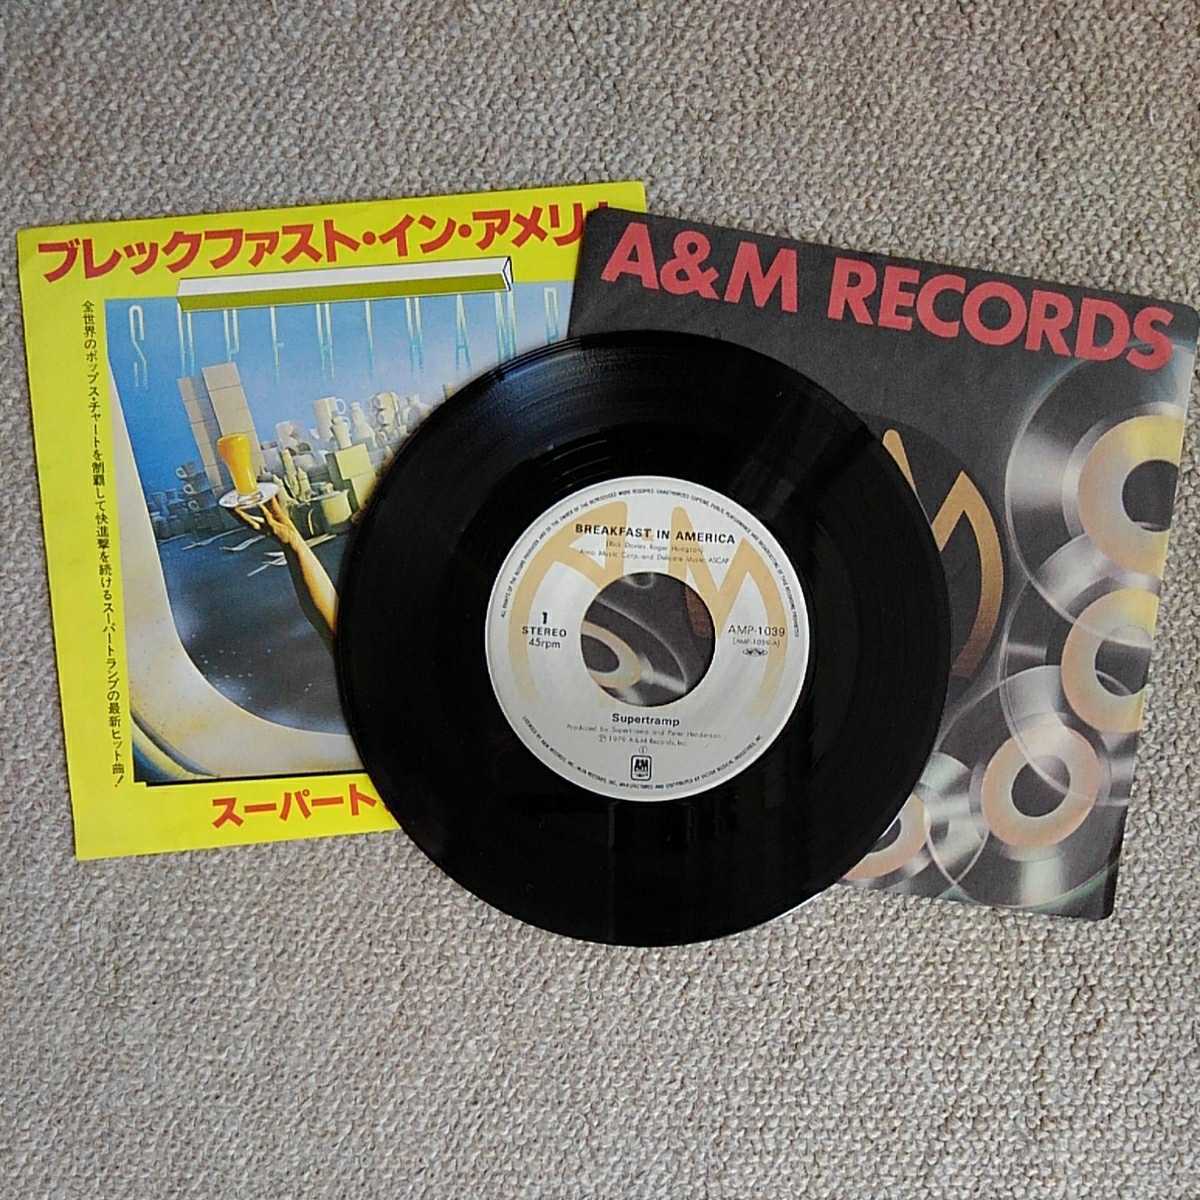 ブレックファスト・イン・アメリ
SUPERTRAMP
全世界のポップス・チャートを制覇して快進撃を続けるスーパートランプの最新ヒット曲!
スーパート
A&M RECORDS
BREAKFAST IN AMERICA
(Rick Davies, Roger Hodgson)
Almo Music Corp. and Delicate Music, ASCAP
1
STEREO
45rpm
AMP-1039
(AMP-1039-A)
Supertramp
Produced by Supertramp and Peter Henderson
Ⓟ 1979 A&M Records, Inc.
A&M